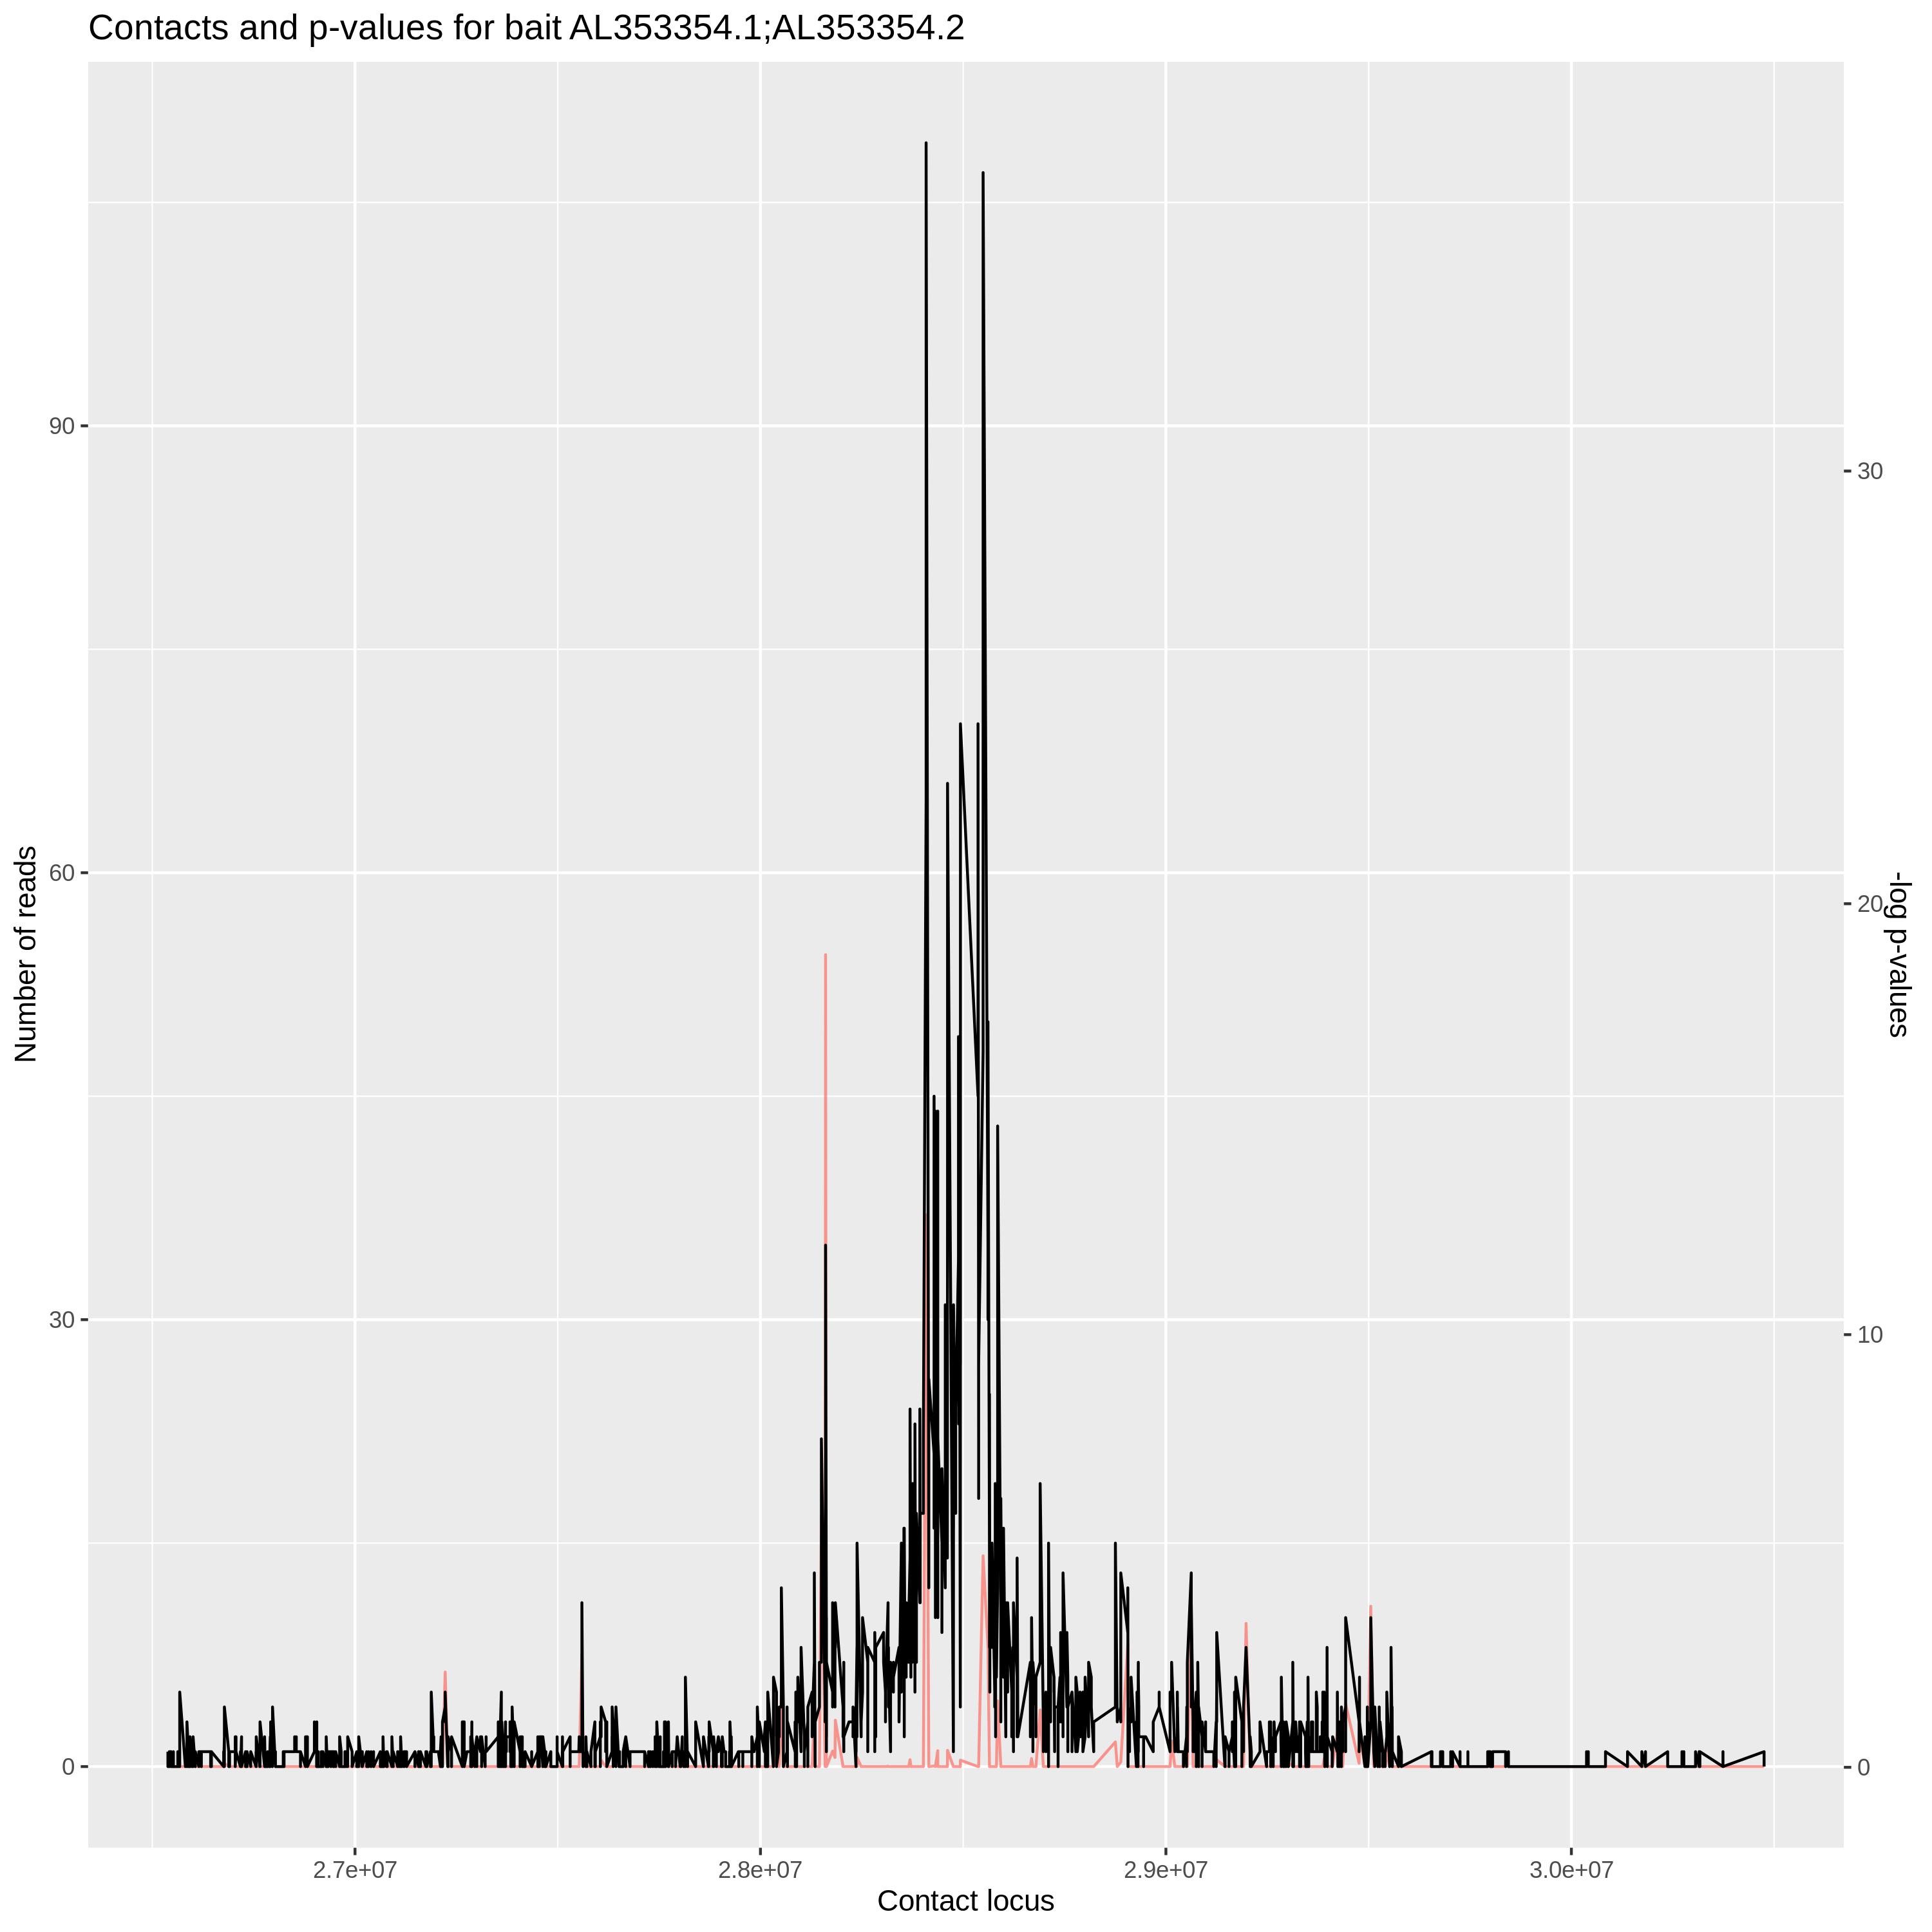 Contacts and p-values for bait AL353354.1;AL353354.2
90
60
30
0
Number of reads
30
20
10
0
-log p-values
2.7e+07
2.8e+07
2.9e+07
3.0e+07
Contact locus